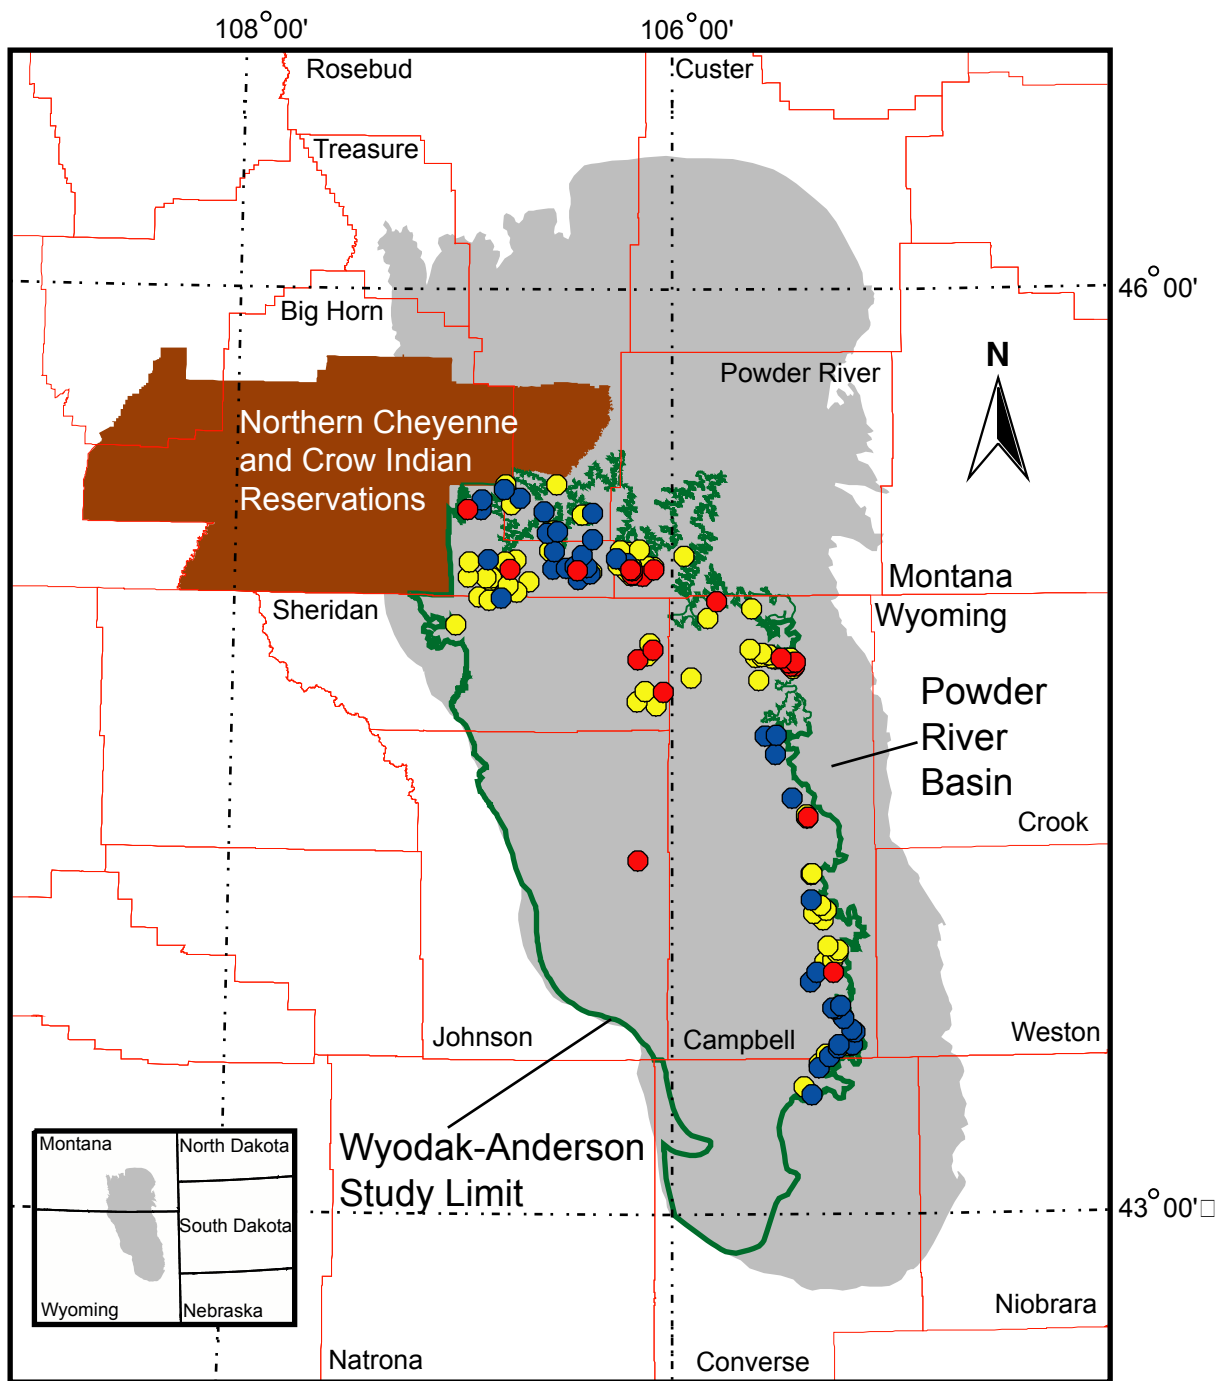 108°00'
106°00'
Rosebud
Custer
Treasure
46°00'
Big Horn
N
Powder River
Northern Cheyenne
and Crow Indian
Reservations
Montana
Sheridan
Wyoming
Powder
River
Basin
Crook
Johnson
Campbell
Weston
Wyodak-Anderson
Study Limit
Montana
North Dakota
South Dakota
Wyoming
Nebraska
43°00'
Niobrara
Natrona
Converse